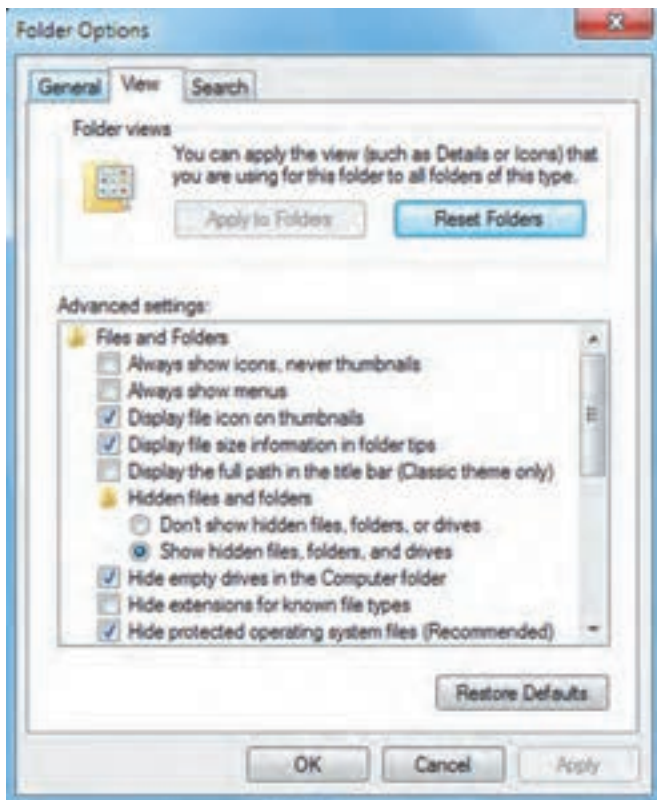 Folder Options
General View Search
Folder views
You can apply the view (such as Details or Icons) that
you are using for this folder to all folders of this type.
Apply to Folders Reset Folders
Advanced settings:
Files and Folders
Always show icons, never thumbnails
Always show menus
Display file icon on thumbnails
Display file size information in folder tips
Display the full path in the title bar (Classic theme only)
Hidden files and folders
Don't show hidden files, folders, or drives
Show hidden files, folders, and drives
Hide empty drives in the Computer folder
Hide extensions for known file types
Hide protected operating system files (Recommended)
Restore Defaults
OK Cancel Apply